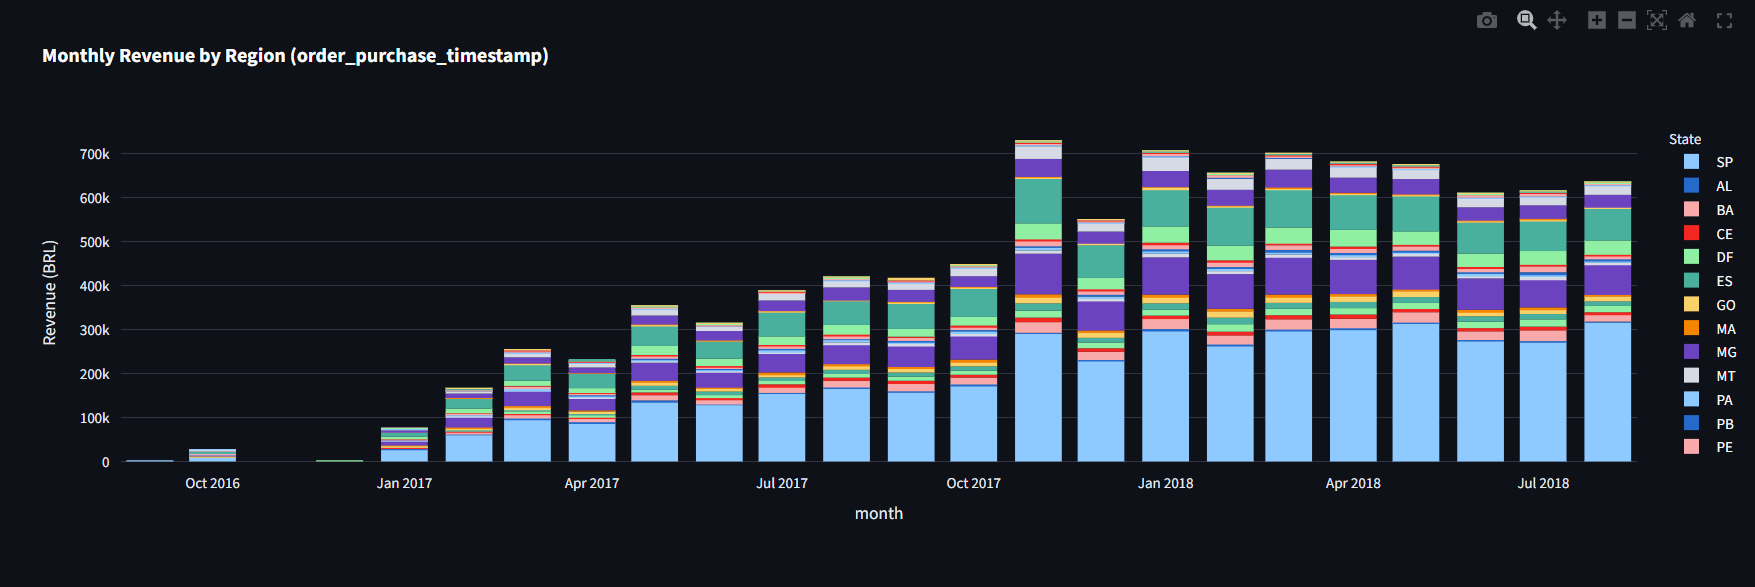 Monthly Revenue by Region (order_purchase_timestamp)
Revenue (BRL)
700k
600k
500k
400k
300k
200k
100k
0
Oct 2016
Jan 2017
Apr 2017
Jul 2017
Oct 2017
Jan 2018
Apr 2018
Jul 2018
month
State
SP
AL
BA
CE
DF
ES
GO
MA
MG
MT
PA
PB
PE